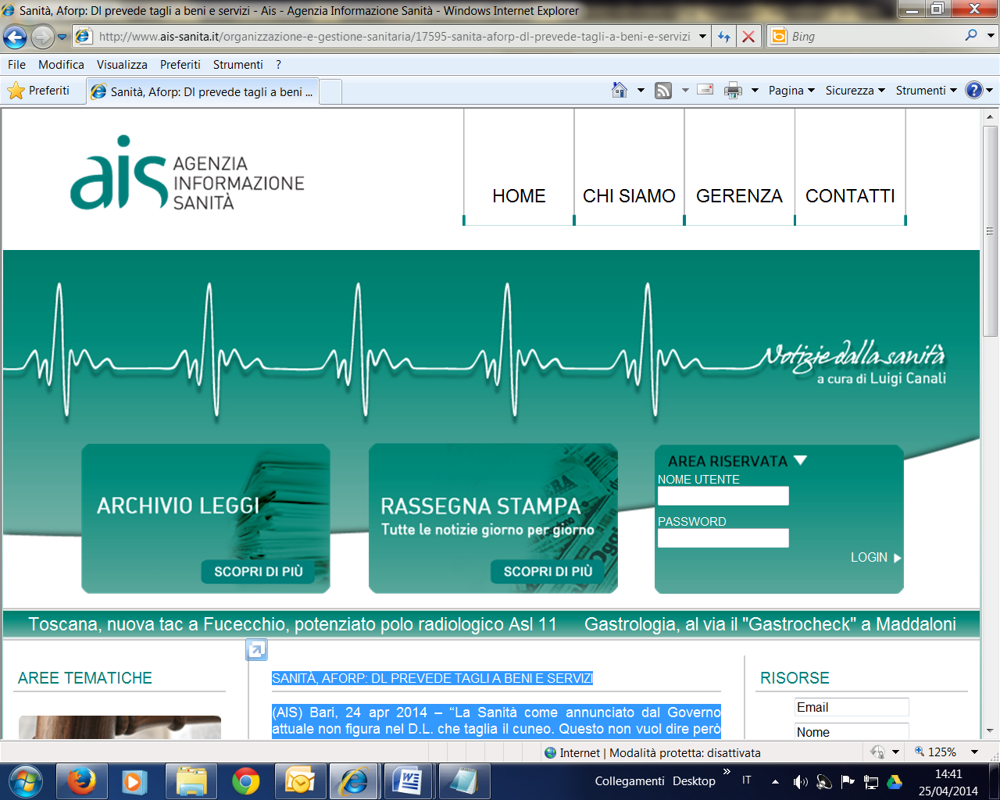 Sanità, Aforp: Dl prevede tagli a beni e servizi - Ais - Agenzia Informazione Sanità - Windows Internet Explorer
http://www.ais-sanita.it/organizzazione-e-gestione-sanitaria/17595-sanita-aforp-dl-prevede-tagli-a-beni-e-servizi
Bing
File Modifica Visualizza Preferiti Strumenti ?
Preferiti
Sanità, Aforp: Dl prevede tagli a beni ...
Pagina Sicurezza Strumenti
ais AGENZIA
INFORMAZIONE
SANITÀ
HOME CHI SIAMO GERENZA CONTATTI
Notizie dalla sanità
a cura di Luigi Canali
ARCHIVIO LEGGI
SCOPRI DI PIÙ
RASSEGNA STAMPA
Tutte le notizie giorno per giorno
SCOPRI DI PIÙ
AREA RISERVATA
NOME UTENTE
PASSWORD
LOGIN
Toscana, nuova tac a Fucecchio, potenziato polo radiologico Asl 11 Gastrologia, al via il "Gastrocheck" a Maddaloni
AREE TEMATICHE
SANITÀ, AFORP: DL PREVEDE TAGLI A BENI E SERVIZI
(AIS) Bari, 24 apr 2014 – “La Sanità come annunciato dal Governo
attuale non figura nel D.L. che taglia il cuneo. Questo non vuol dire però
RISORSE
Email
Nome
Internet | Modalità protetta: disattivata
125%
Collegamenti Desktop » IT
14:41
25/04/2014